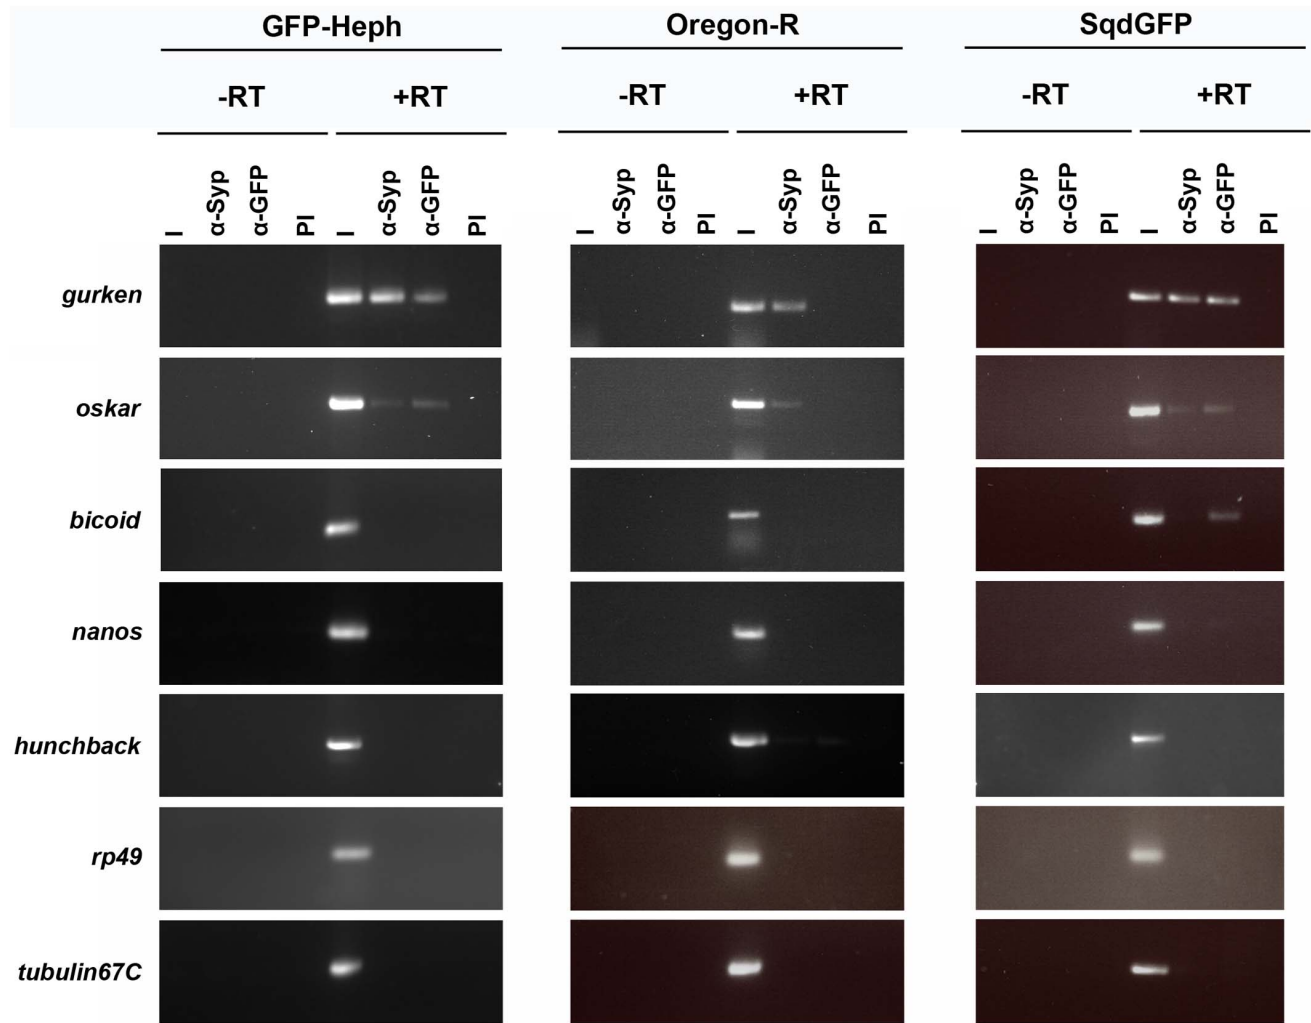 GFP-Heph Oregon-R SqdGFP
-RT +RT -RT +RT -RT +RT
I α-Syp α-GFP PI I α-Syp α-GFP PI I α-Syp α-GFP PI I α-Syp α-GFP PI I α-Syp α-GFP PI I α-Syp α-GFP PI
gurken
oskar
bicoid
nanos
hunchback
rp49
tubulin67C